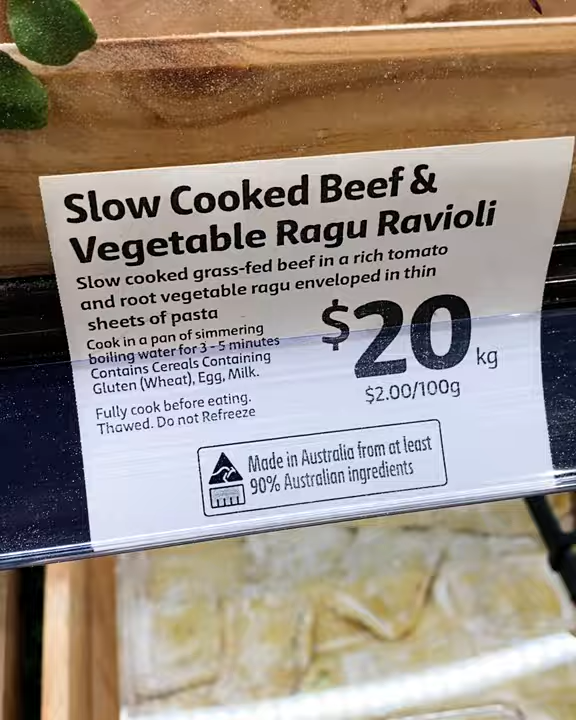 Slow Cooked Beef &
Vegetable Ragu Ravioli
Slow cooked grass-fed beef in a rich tomato
and root vegetable ragu enveloped in thin
sheets of pasta
Cook in a pan of simmering
boiling water for 3 - 5 minutes
Contains Cereals Containing
Gluten (Wheat), Egg, Milk.
Fully cook before eating.
Thawed. Do not Refreeze
$20 kg
$2.00/100g
Made in Australia from at least
90% Australian ingredients